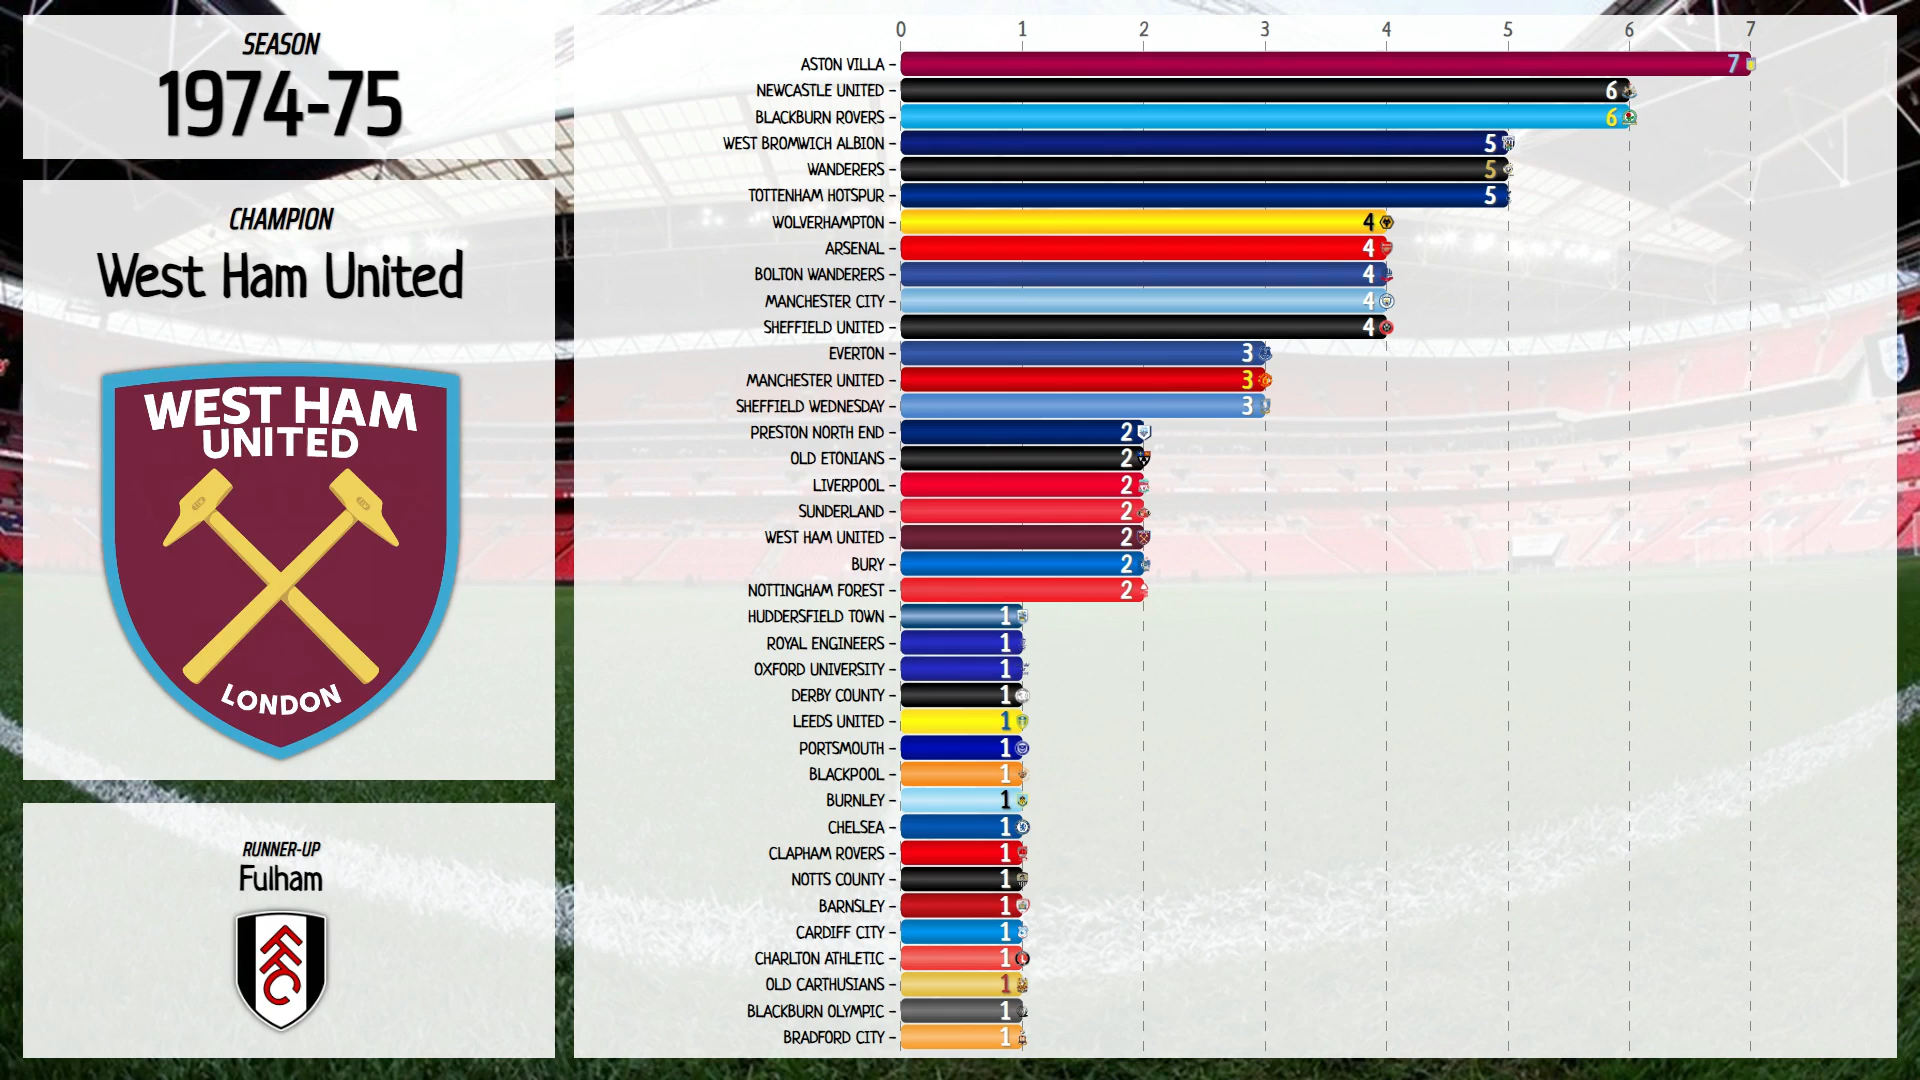 SEASON
1974-75
CHAMPION
West Ham United
WEST HAM
UNITED
LONDON
RUNNER-UP
Fulham
FFC
0 1 2 3 4 5 6 7
ASTON VILLA 7
NEWCASTLE UNITED 6
BLACKBURN ROVERS 6
WEST BROMWICH ALBION 5
WANDERERS 5
TOTTENHAM HOTSPUR 5
WOLVERHAMPTON 4
ARSENAL 4
BOLTON WANDERERS 4
MANCHESTER CITY 4
SHEFFIELD UNITED 4
EVERTON 3
MANCHESTER UNITED 3
SHEFFIELD WEDNESDAY 3
PRESTON NORTH END 2
OLD ETONIANS 2
LIVERPOOL 2
SUNDERLAND 2
WEST HAM UNITED 2
BURY 2
NOTTINGHAM FOREST 2
HUDDERSFIELD TOWN 1
ROYAL ENGINEERS 1
OXFORD UNIVERSITY 1
DERBY COUNTY 1
LEEDS UNITED 1
PORTSMOUTH 1
BLACKPOOL 1
BURNLEY 1
CHELSEA 1
CLAPHAM ROVERS 1
NOTTS COUNTY 1
BARNSLEY 1
CARDIFF CITY 1
CHARLTON ATHLETIC 1
OLD CARTHUSIANS 1
BLACKBURN OLYMPIC 1
BRADFORD CITY 1